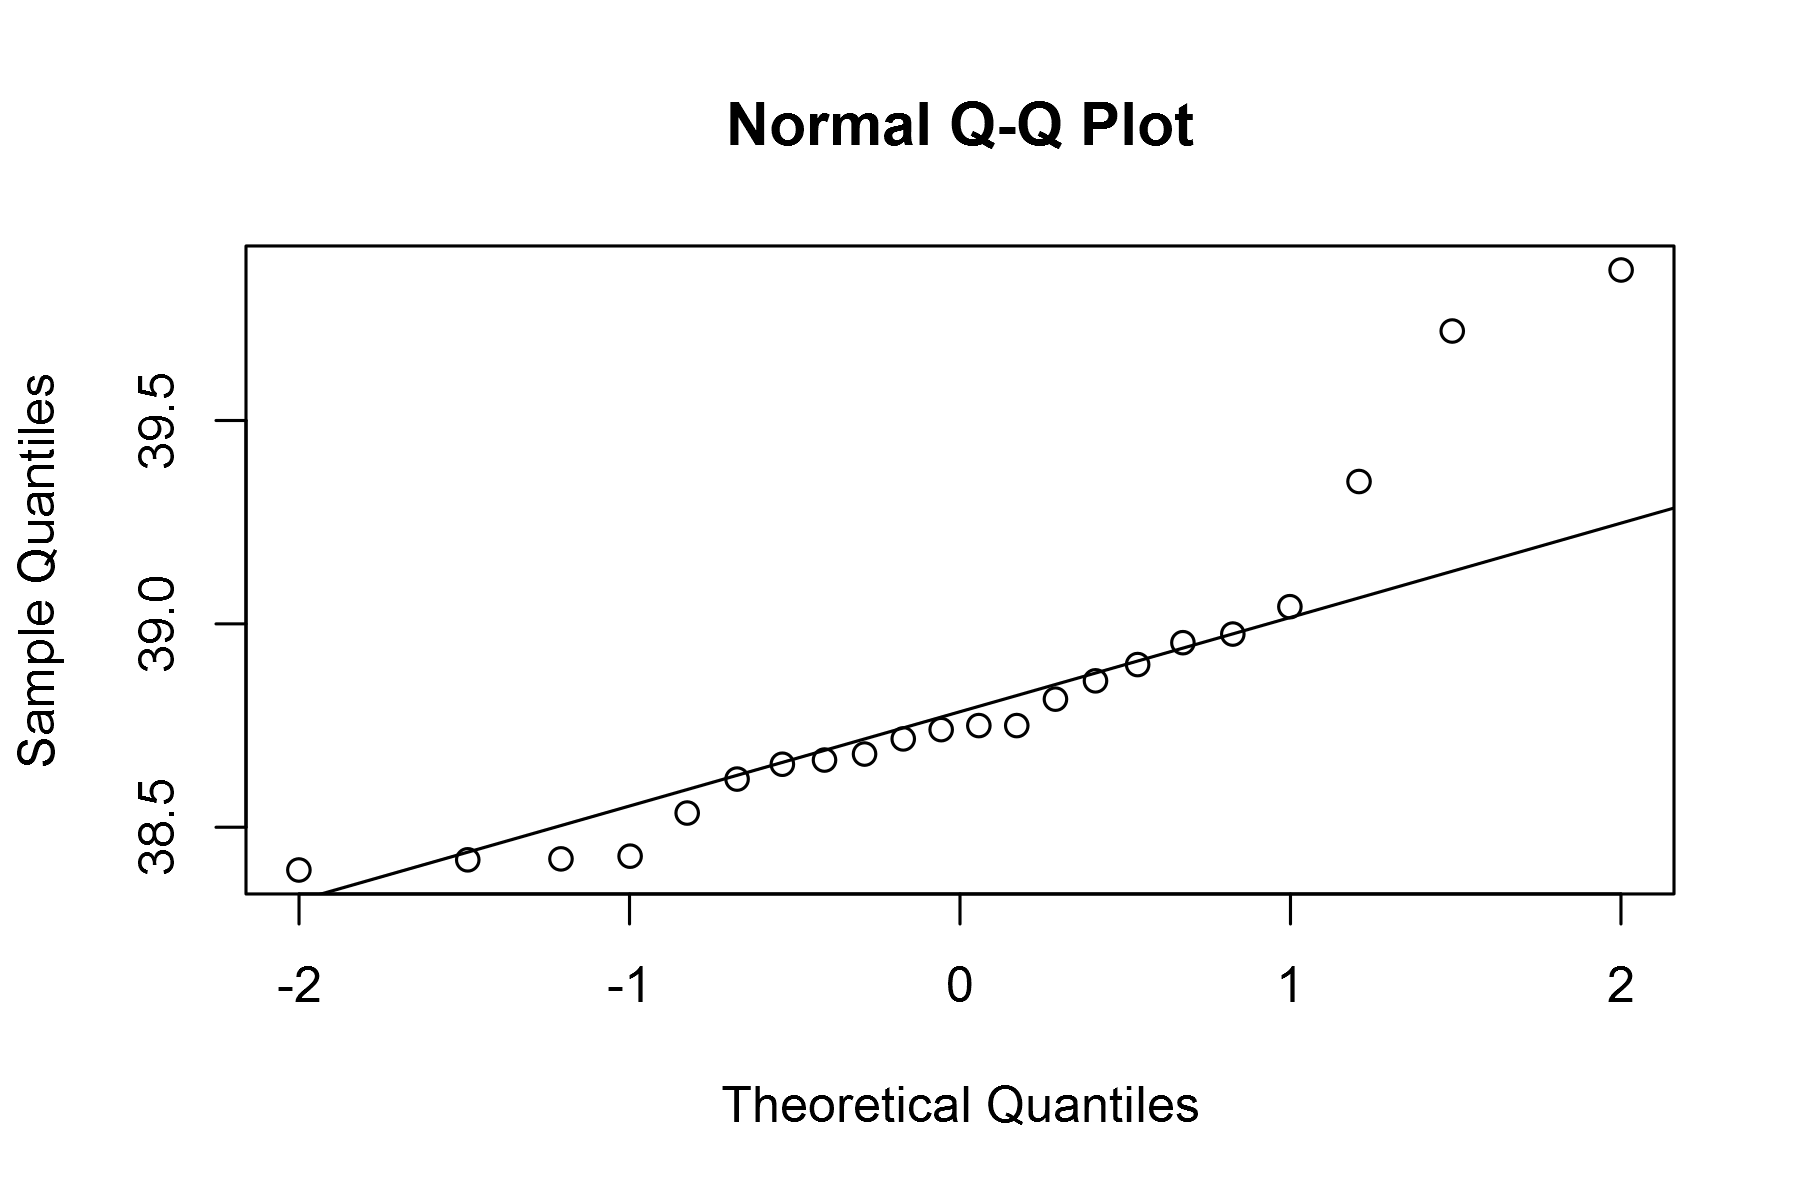 Normal Q-Q Plot
Sample Quantiles
39.5
39.0
38.5
-2 -1 0 1 2
Theoretical Quantiles